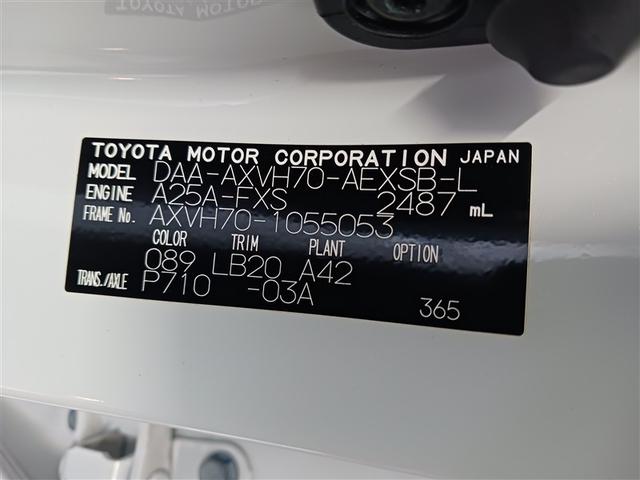 TOYOTA MOTOR CORPORATION JAPAN
MODEL DAA-AXVH70-AEXSB-L
ENGINE A25A-FXS 2487 mL
FRAME No. AXVH70-1055053
COLOR TRIM PLANT OPTION
089 LB20 A42
TRANS./AXLE P710 -03A 365